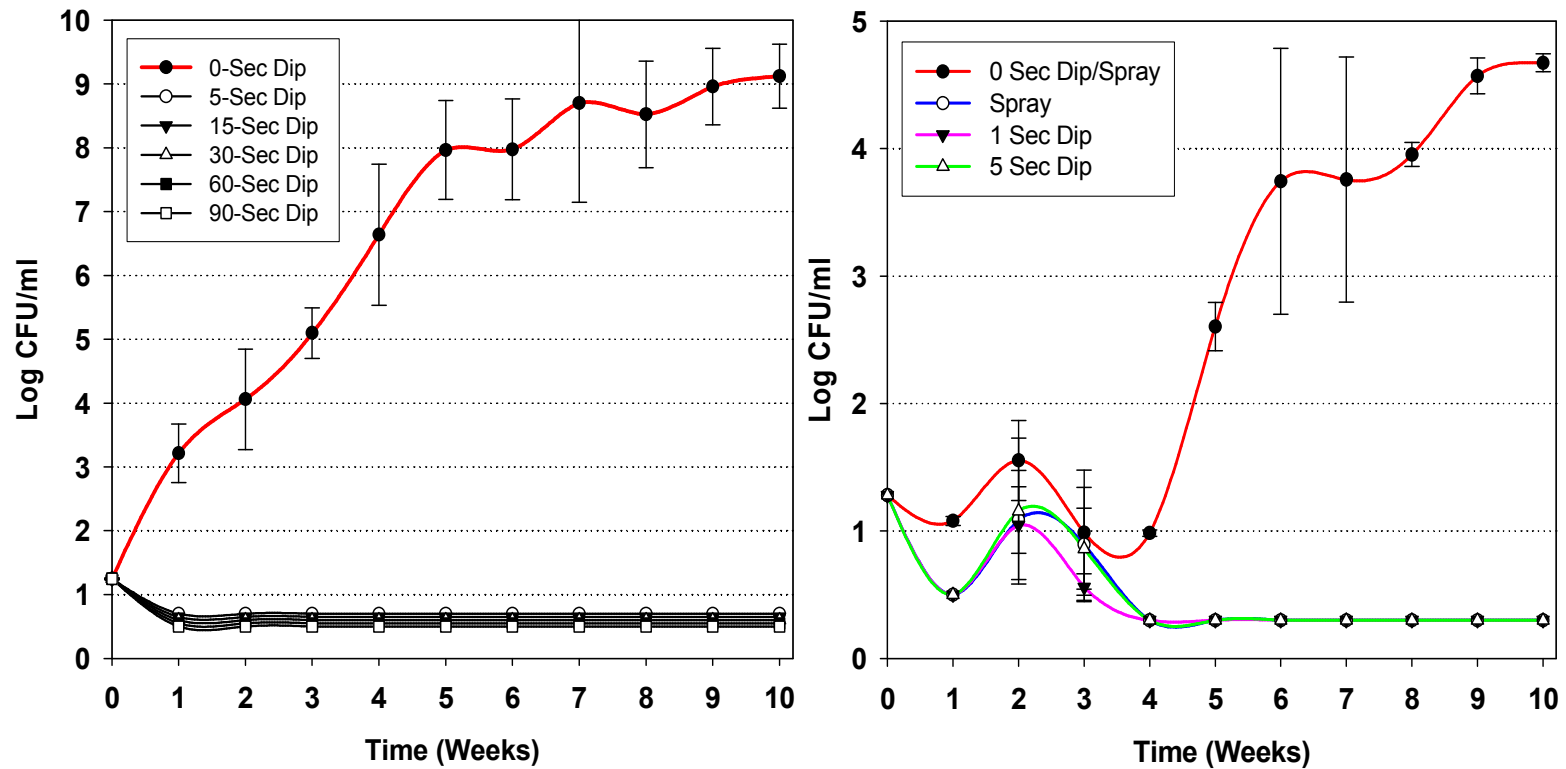 10
9
8
7
6
5
4
3
2
1
0
Log CFU/ml
0-Sec Dip
5-Sec Dip
15-Sec Dip
30-Sec Dip
60-Sec Dip
90-Sec Dip
0 1 2 3 4 5 6 7 8 9 10
Time (Weeks)
5
4
3
2
1
0
Log CFU/ml
0 Sec Dip/Spray
Spray
1 Sec Dip
5 Sec Dip
0 1 2 3 4 5 6 7 8 9 10
Time (Weeks)